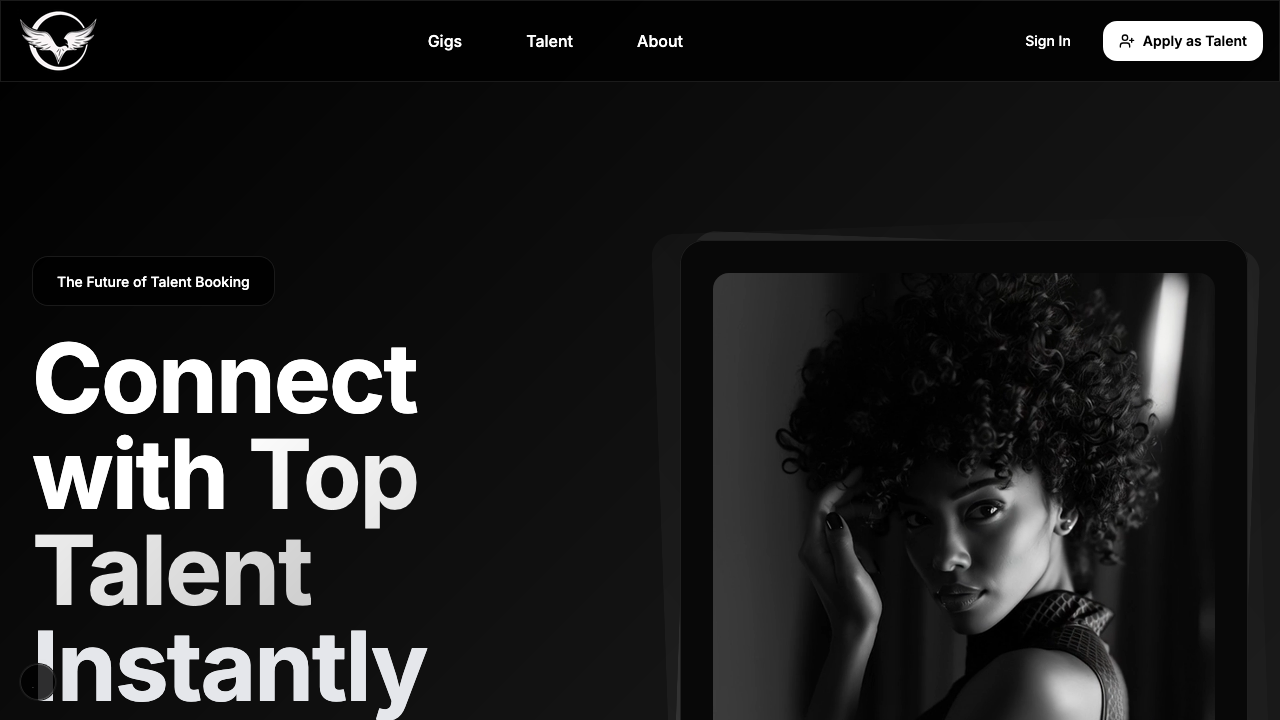 Gigs
Talent
About
Sign In
Apply as Talent
The Future of Talent Booking
Connect
with Top
Talent
Instantly